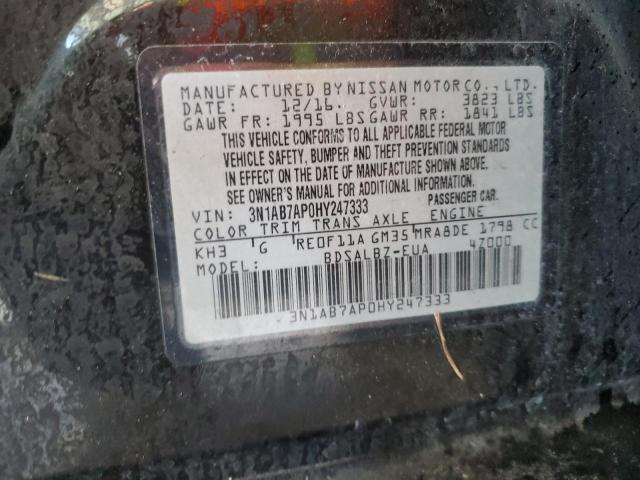 MANUFACTURED BY NISSAN MOTOR CO., LTD.
DATE: 12/16. GVWR: 3823 LBS
GAWR FR: 1995 LBS GAWR RR: 1841 LBS
THIS VEHICLE CONFORMS TO ALL APPLICABLE FEDERAL MOTOR
VEHICLE SAFETY, BUMPER AND THEFT PREVENTION STANDARDS
IN EFFECT ON THE DATE OF MANUFACTURE SHOWN ABOVE.
SEE OWNER'S MANUAL FOR ADDITIONAL INFORMATION.
VIN: 3N1AB7AP0HY247333 PASSENGER CAR.
COLOR TRIM TRANS AXLE ENGINE
KH3 G RE0F11A GM35 MRA8DE 1798 CC
MODEL: BDSALBZ-EUA 47000
3N1AB7AP0HY247333